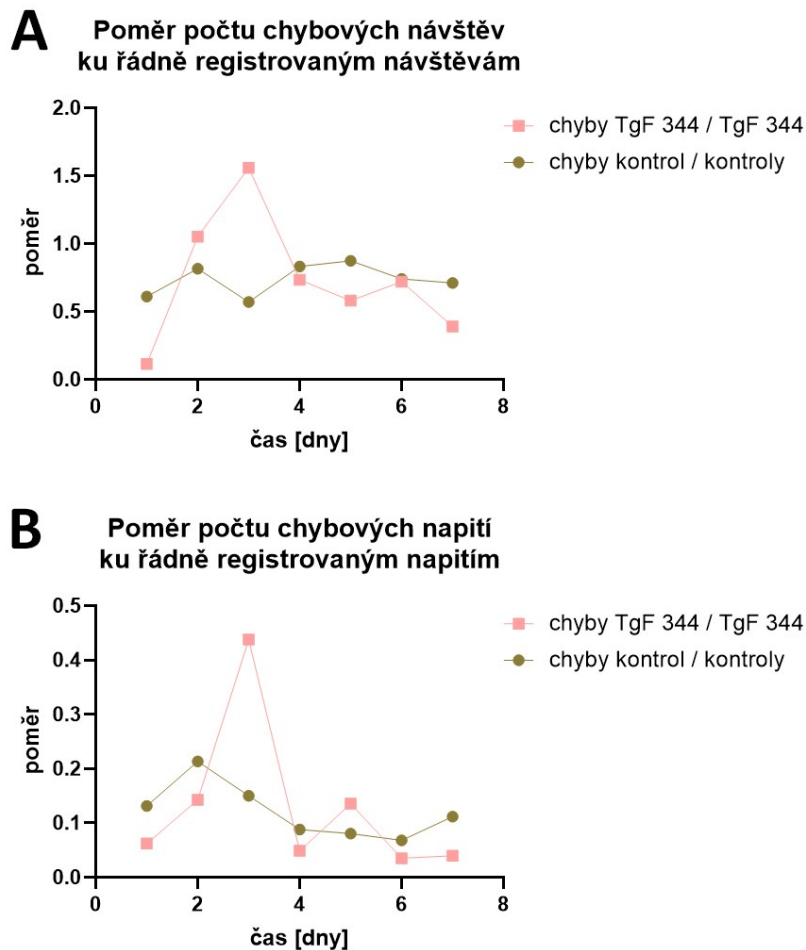 A
Poměr počtu chybových návštěv
ku řádně registrovaným návštěvám
2.0
1.5
1.0
0.5
0.0
poměr
0 2 4 6 8
čas [dny]
chyby TgF 344 / TgF 344
chyby kontrol / kontroly
B
Poměr počtu chybových napití
ku řádně registrovaným napitím
0.5
0.4
0.3
0.2
0.1
0.0
poměr
0 2 4 6 8
čas [dny]
chyby TgF 344 / TgF 344
chyby kontrol / kontroly